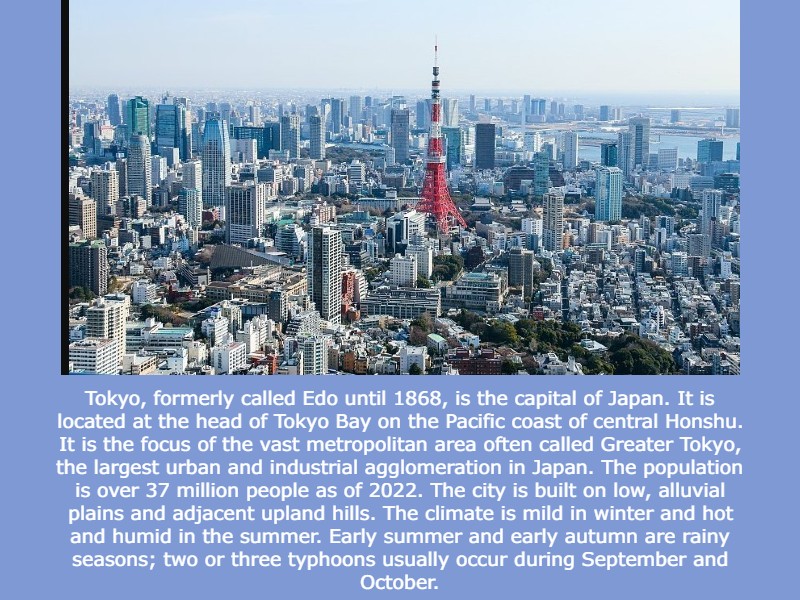 Tokyo, formerly called Edo until 1868, is the capital of Japan. It is
located at the head of Tokyo Bay on the Pacific coast of central Honshu.
It is the focus of the vast metropolitan area often called Greater Tokyo,
the largest urban and industrial agglomeration in Japan. The population
is over 37 million people as of 2022. The city is built on low, alluvial
plains and adjacent upland hills. The climate is mild in winter and hot
and humid in the summer. Early summer and early autumn are rainy
seasons; two or three typhoons usually occur during September and
October.